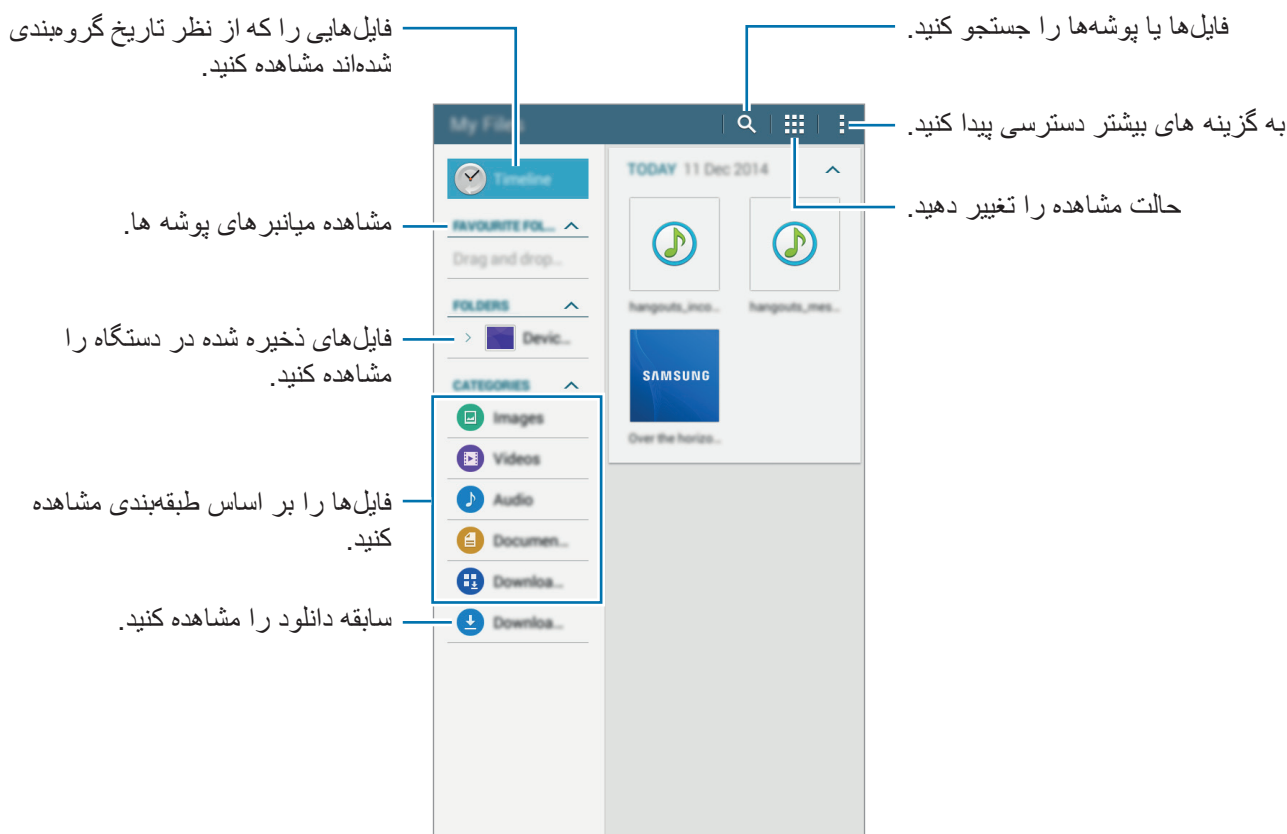 فایل‌هایی را که از نظر تاریخ گروه‌بندی
شده‌اند مشاهده کنید.
فایل‌ها یا پوشه‌ها را جستجو کنید.
به گزینه های بیشتر دسترسی پیدا کنید.
حالت مشاهده را تغییر دهید.
مشاهده میانبرهای پوشه ها.
فایل‌های ذخیره شده در دستگاه را
مشاهده کنید.
فایل‌ها را بر اساس طبقه‌بندی مشاهده
کنید.
سابقه دانلود را مشاهده کنید.
My Files
Timeline
FAVOURITE FOL...
Drag and drop...
FOLDERS
Devic...
CATEGORIES
Images
Videos
Audio
Documen...
Downloa...
Downloa...
TODAY 11 Dec 2014
hangouts_inco...
hangouts_mes...
SAMSUNG
Over the horizo...